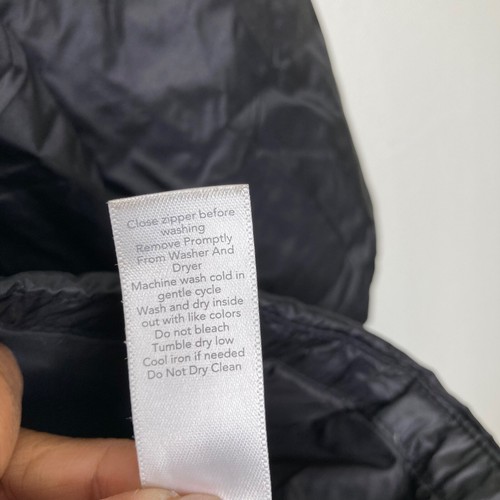 Close zipper before
washing
Remove Promptly
From Washer And
Dryer
Machine wash cold in
gentle cycle
Wash and dry inside
out with like colors
Do not bleach
Tumble dry low
Cool iron if needed
Do Not Dry Clean